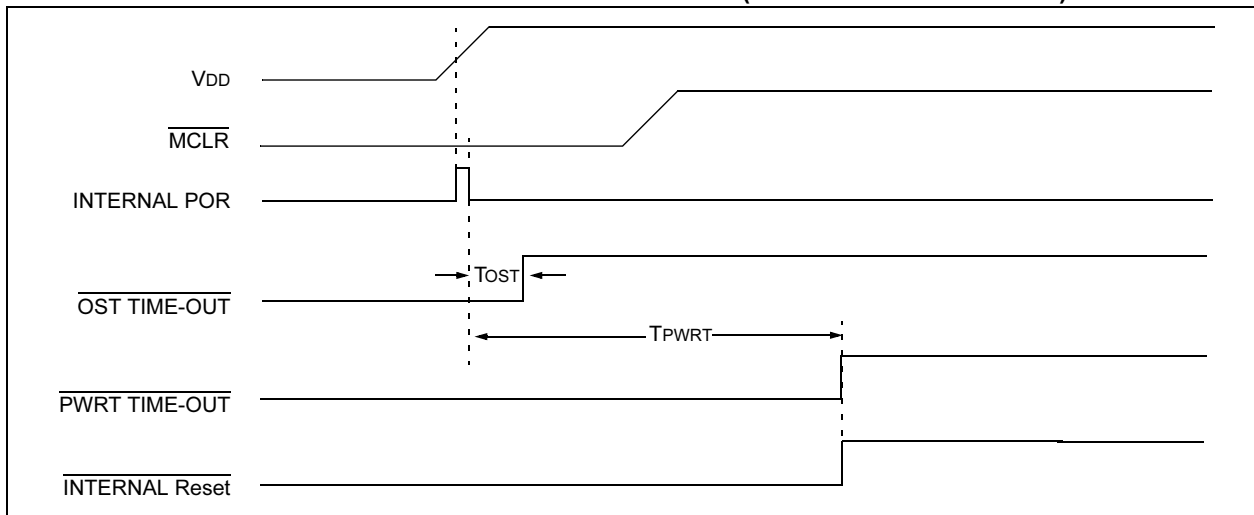 VDD
MCLR
INTERNAL POR
TOST
OST TIME-OUT
TPWRT
PWRT TIME-OUT
INTERNAL Reset